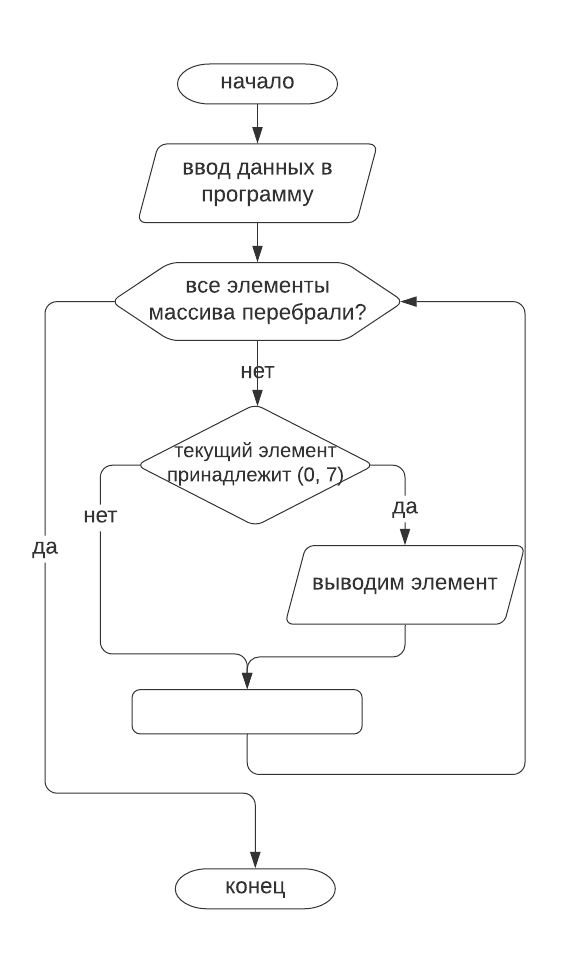 начало
ввод данных в
программу
все элементы
массива перебрали?
нет
текущий элемент
принадлежит (0, 7)
нет
да
да
выводим элемент
конец